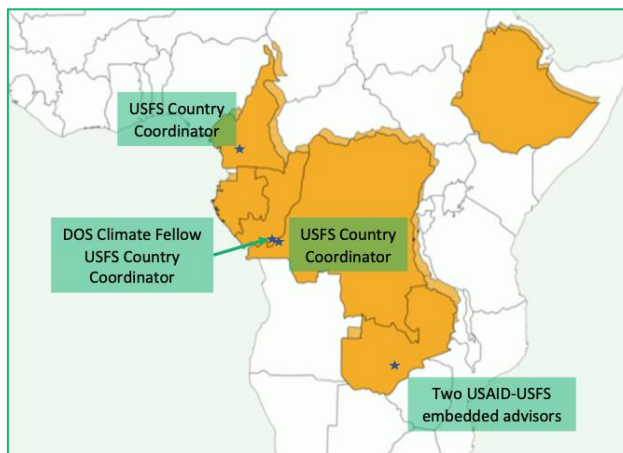 USFS Country
Coordinator
DOS Climate Fellow
USFS Country
Coordinator
USFS Country
Coordinator
Two USAID-USFS
embedded advisors